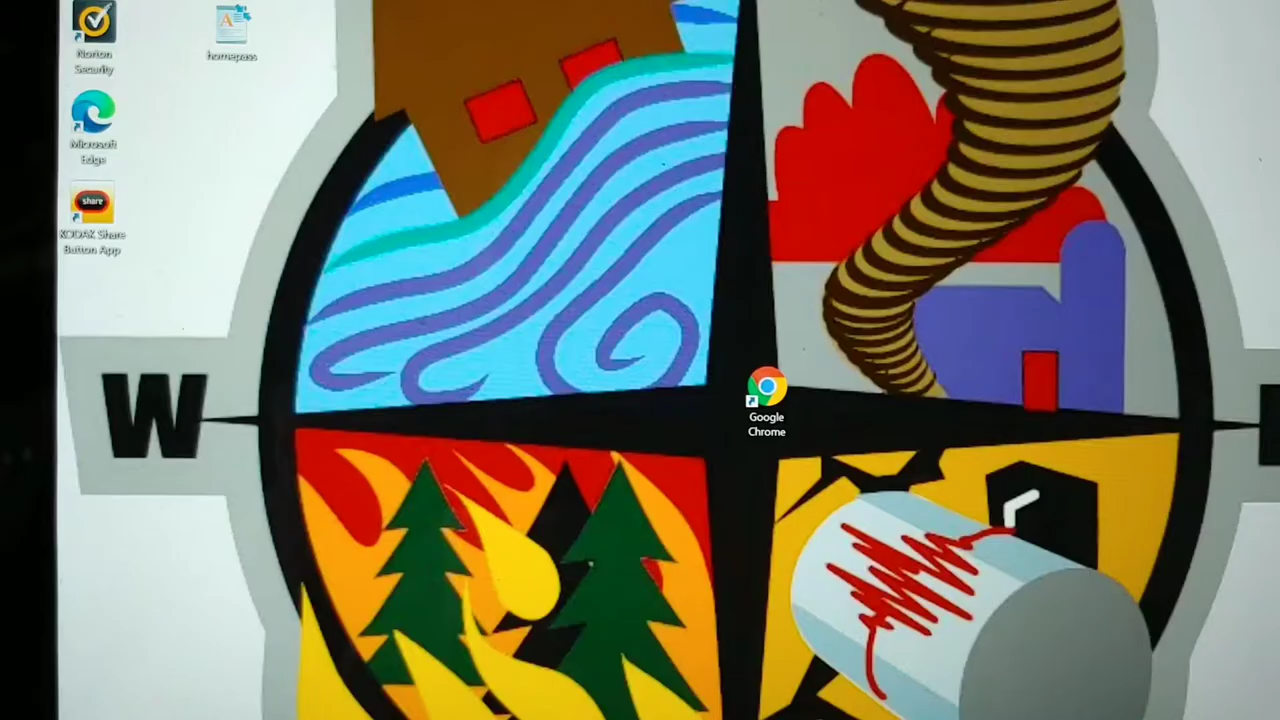 Norton
Security
homepass
Microsoft
Edge
share
KODAK Share
Button App
W
Google
Chrome